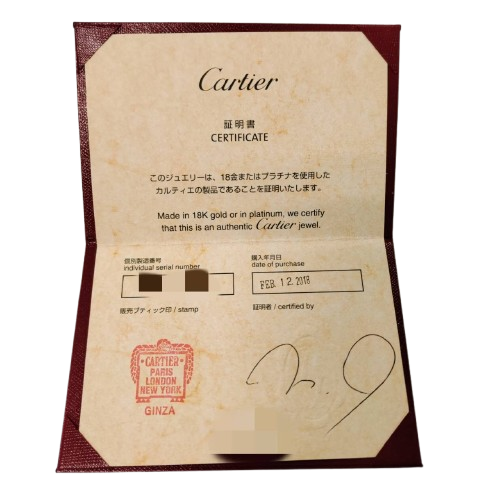 Cartier
証明書
CERTIFICATE
このジュエリーは、18金またはプラチナを使用した
カルティエの製品であることを証明いたします。
Made in 18K gold or in platinum, we certify
that this is an authentic Cartier jewel.
個別製造番号
individual serial number
購入年月日
date of purchase
FEB. 12. 2018
販売ブティック印 / stamp
証明者 / certified by
CARTIER
PARIS
LONDON
NEW YORK
GINZA